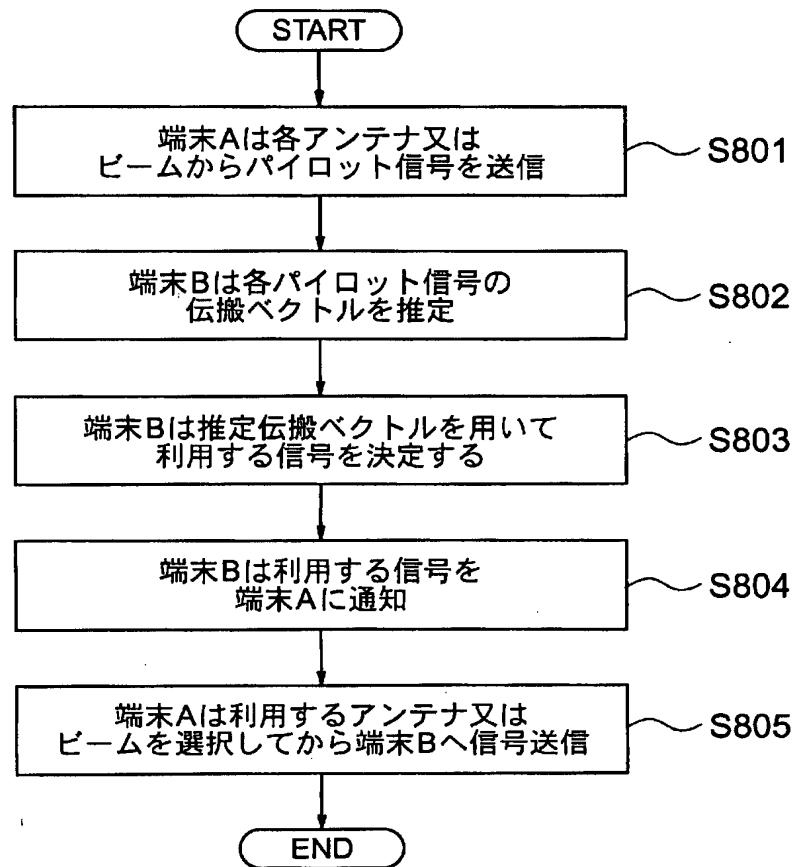 START
端末Aは各アンテナ又は
ビームからパイロット信号を送信
S801
端末Bは各パイロット信号の
伝搬ベクトルを推定
S802
端末Bは推定伝搬ベクトルを用いて
利用する信号を決定する
S803
端末Bは利用する信号を
端末Aに通知
S804
端末Aは利用するアンテナ又は
ビームを選択してから端末Bへ信号送信
S805
END